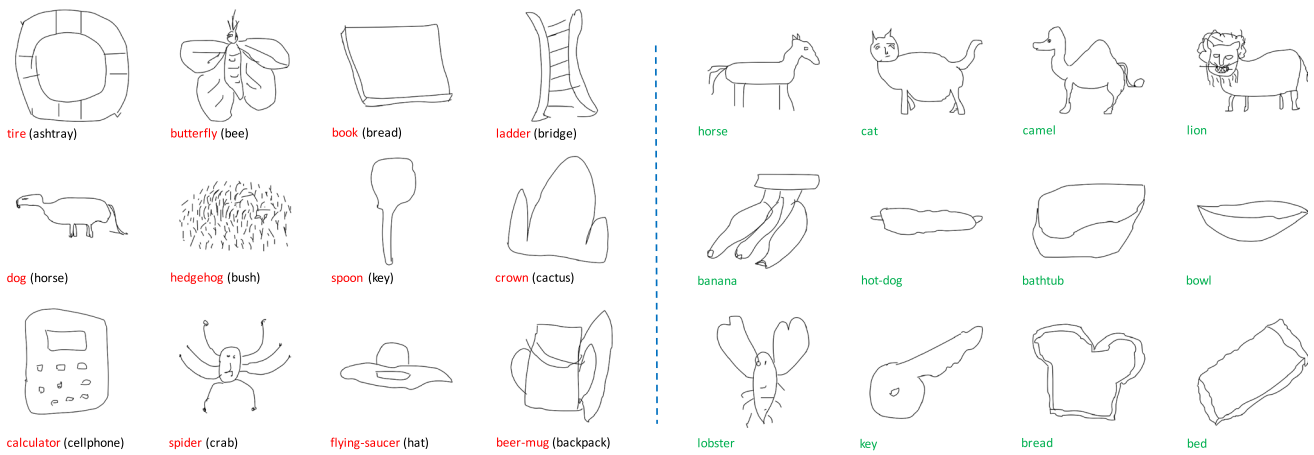 tire (ashtray) butterfly (bee) book (bread) ladder (bridge) horse cat camel lion
dog (horse) hedgehog (bush) spoon (key) crown (cactus) banana hot-dog bathtub bowl
calculator (cellphone) spider (crab) flying-saucer (hat) beer-mug (backpack) lobster key bread bed